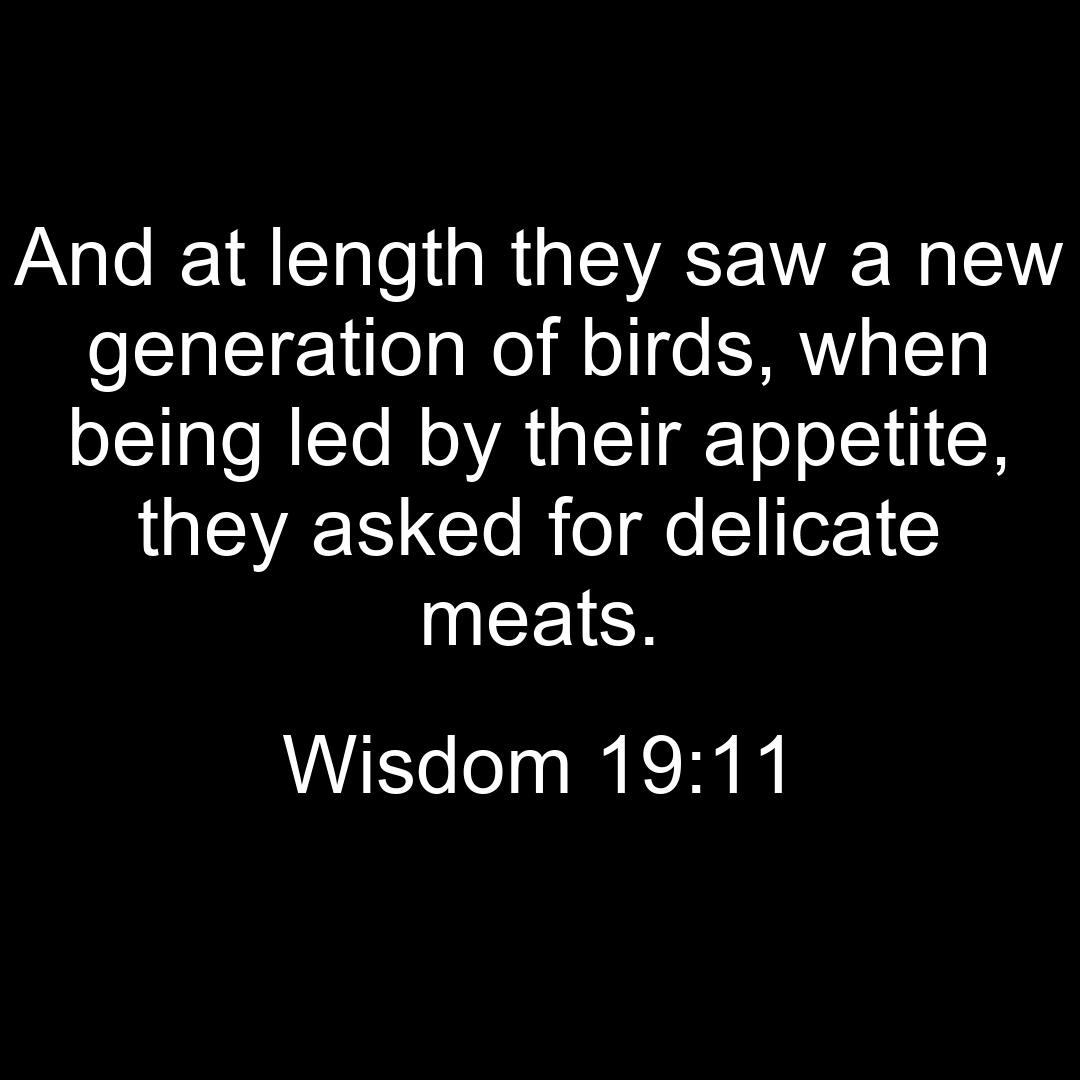 And at length they saw a new
generation of birds, when
being led by their appetite,
they asked for delicate
meats.
Wisdom 19:11